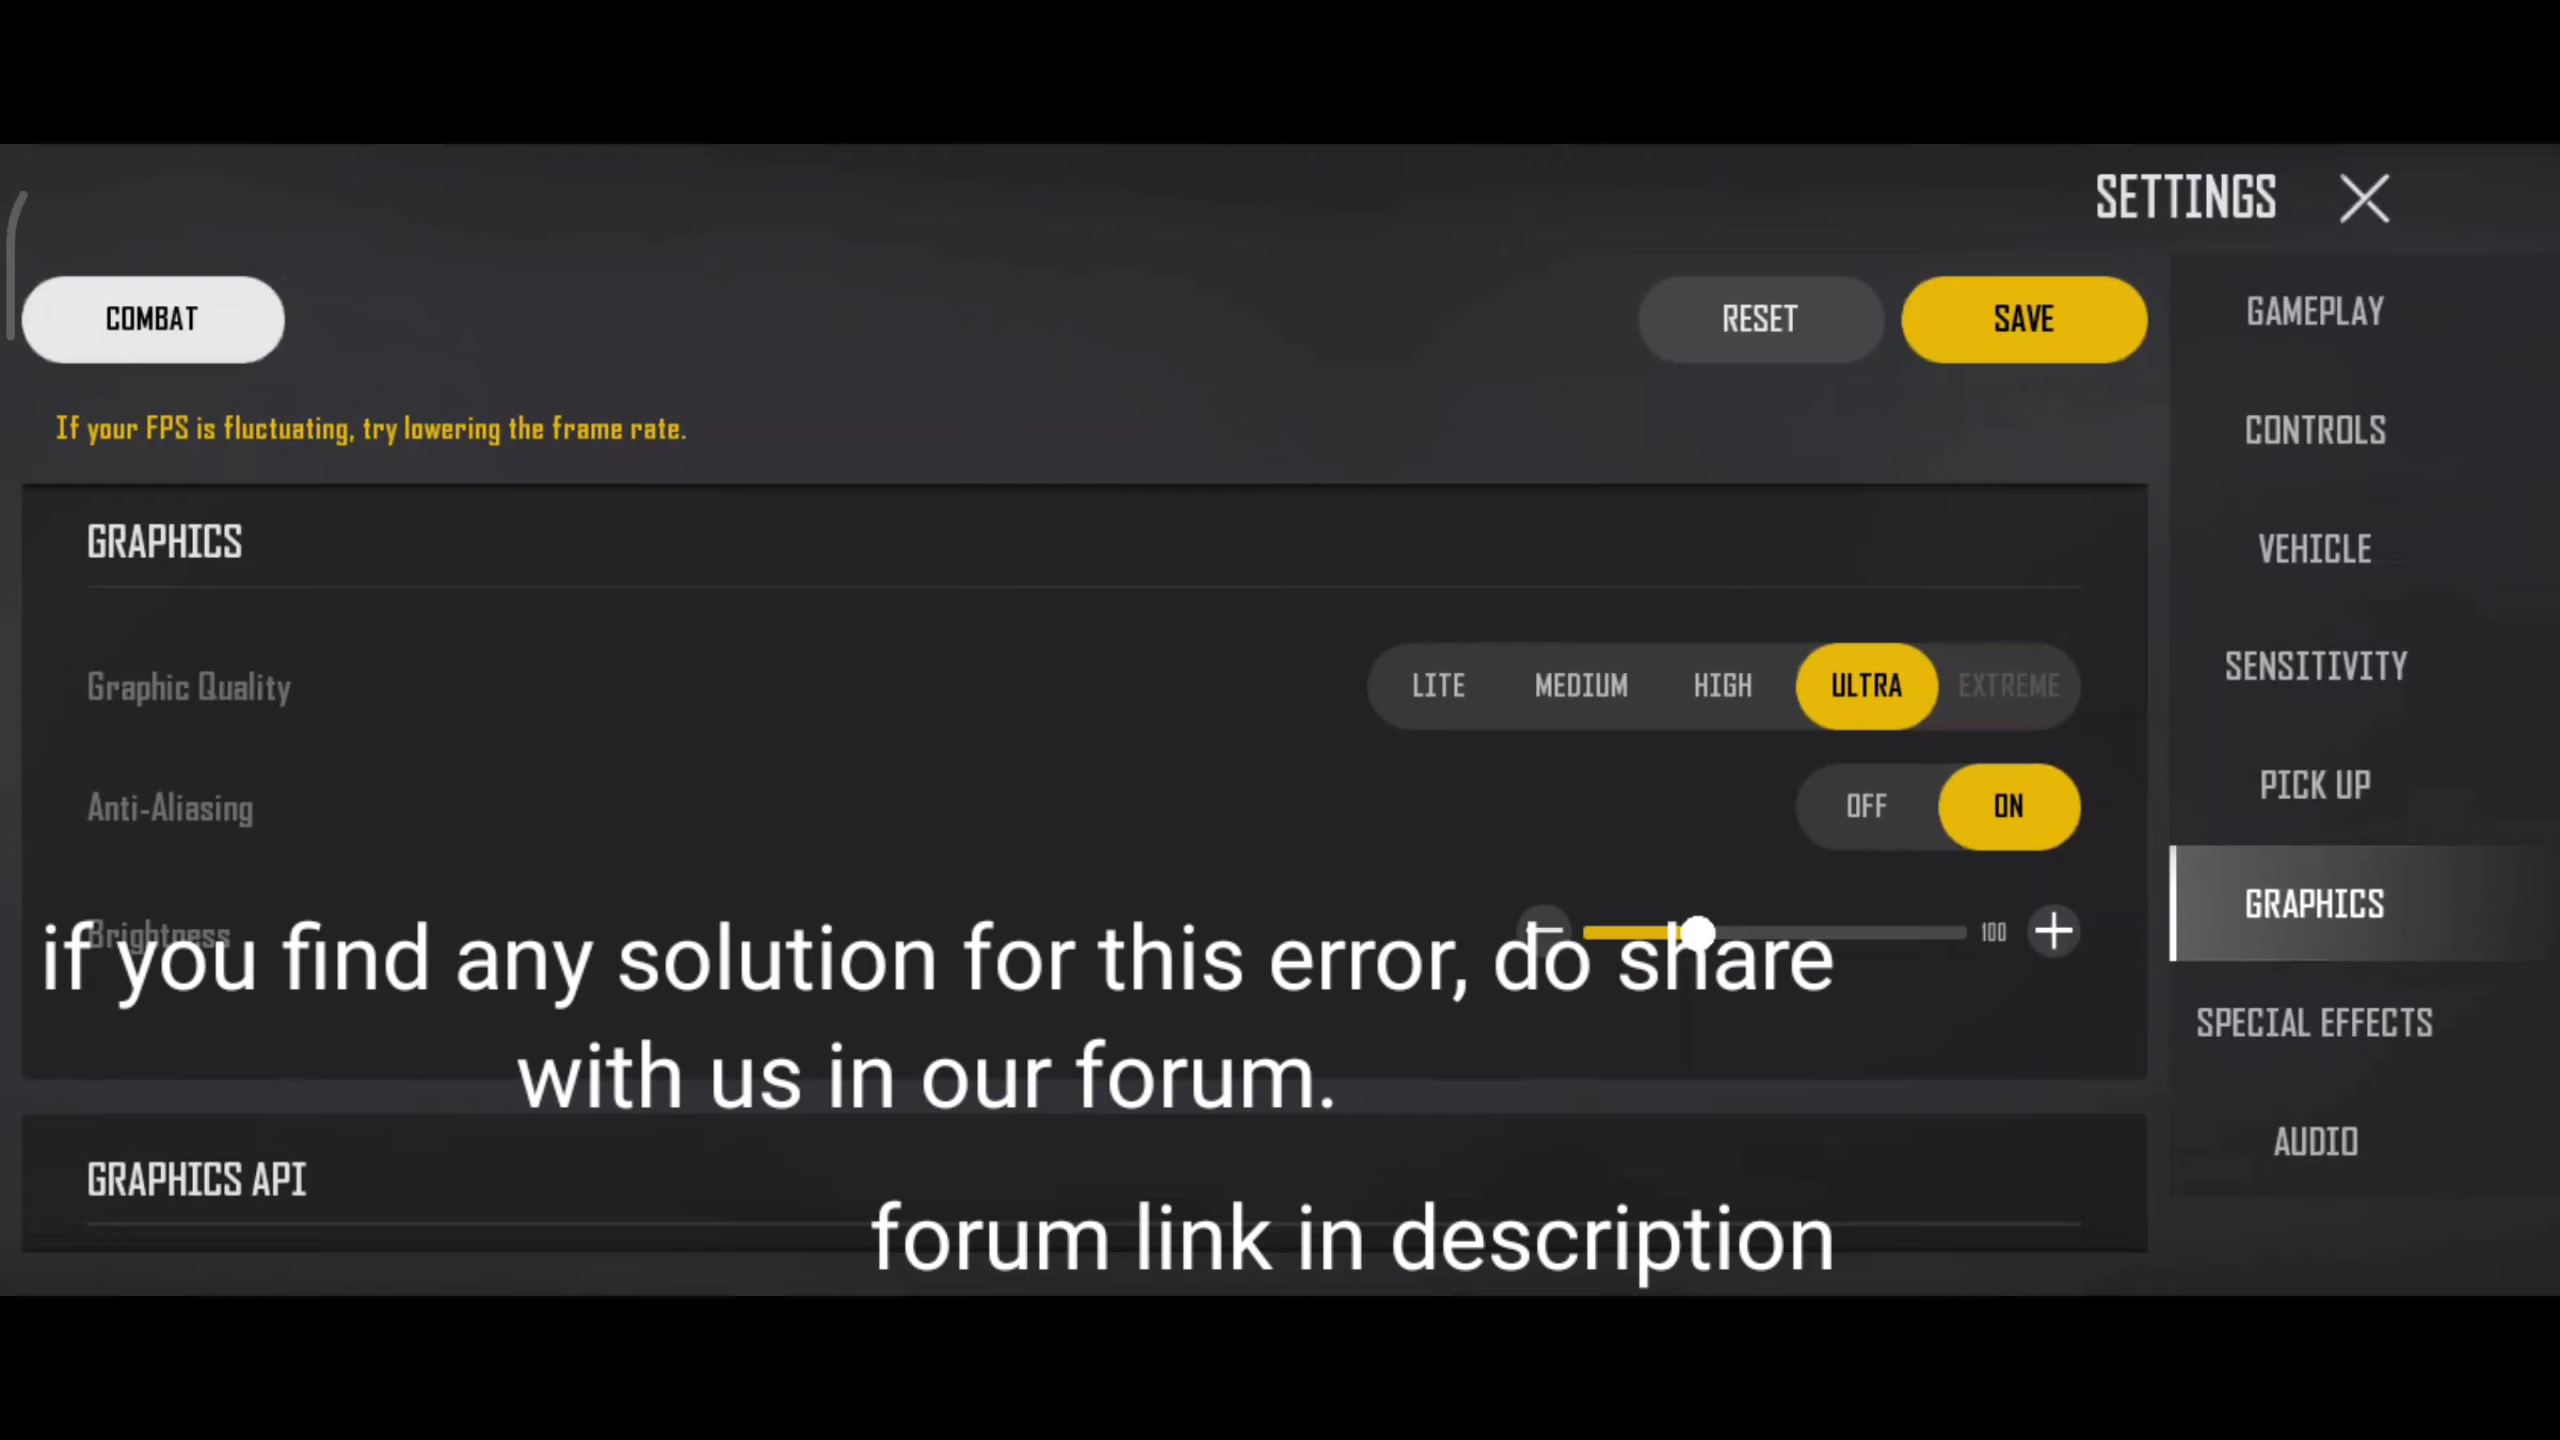 SETTINGS
COMBAT
RESET
SAVE
If your FPS is fluctuating, try lowering the frame rate.
GRAPHICS
Graphic Quality
LITE MEDIUM HIGH ULTRA EXTREME
Anti-Aliasing
OFF ON
Brightness
100
if you find any solution for this error, do share
with us in our forum.
GRAPHICS API
forum link in description
GAMEPLAY
CONTROLS
VEHICLE
SENSITIVITY
PICK UP
GRAPHICS
SPECIAL EFFECTS
AUDIO